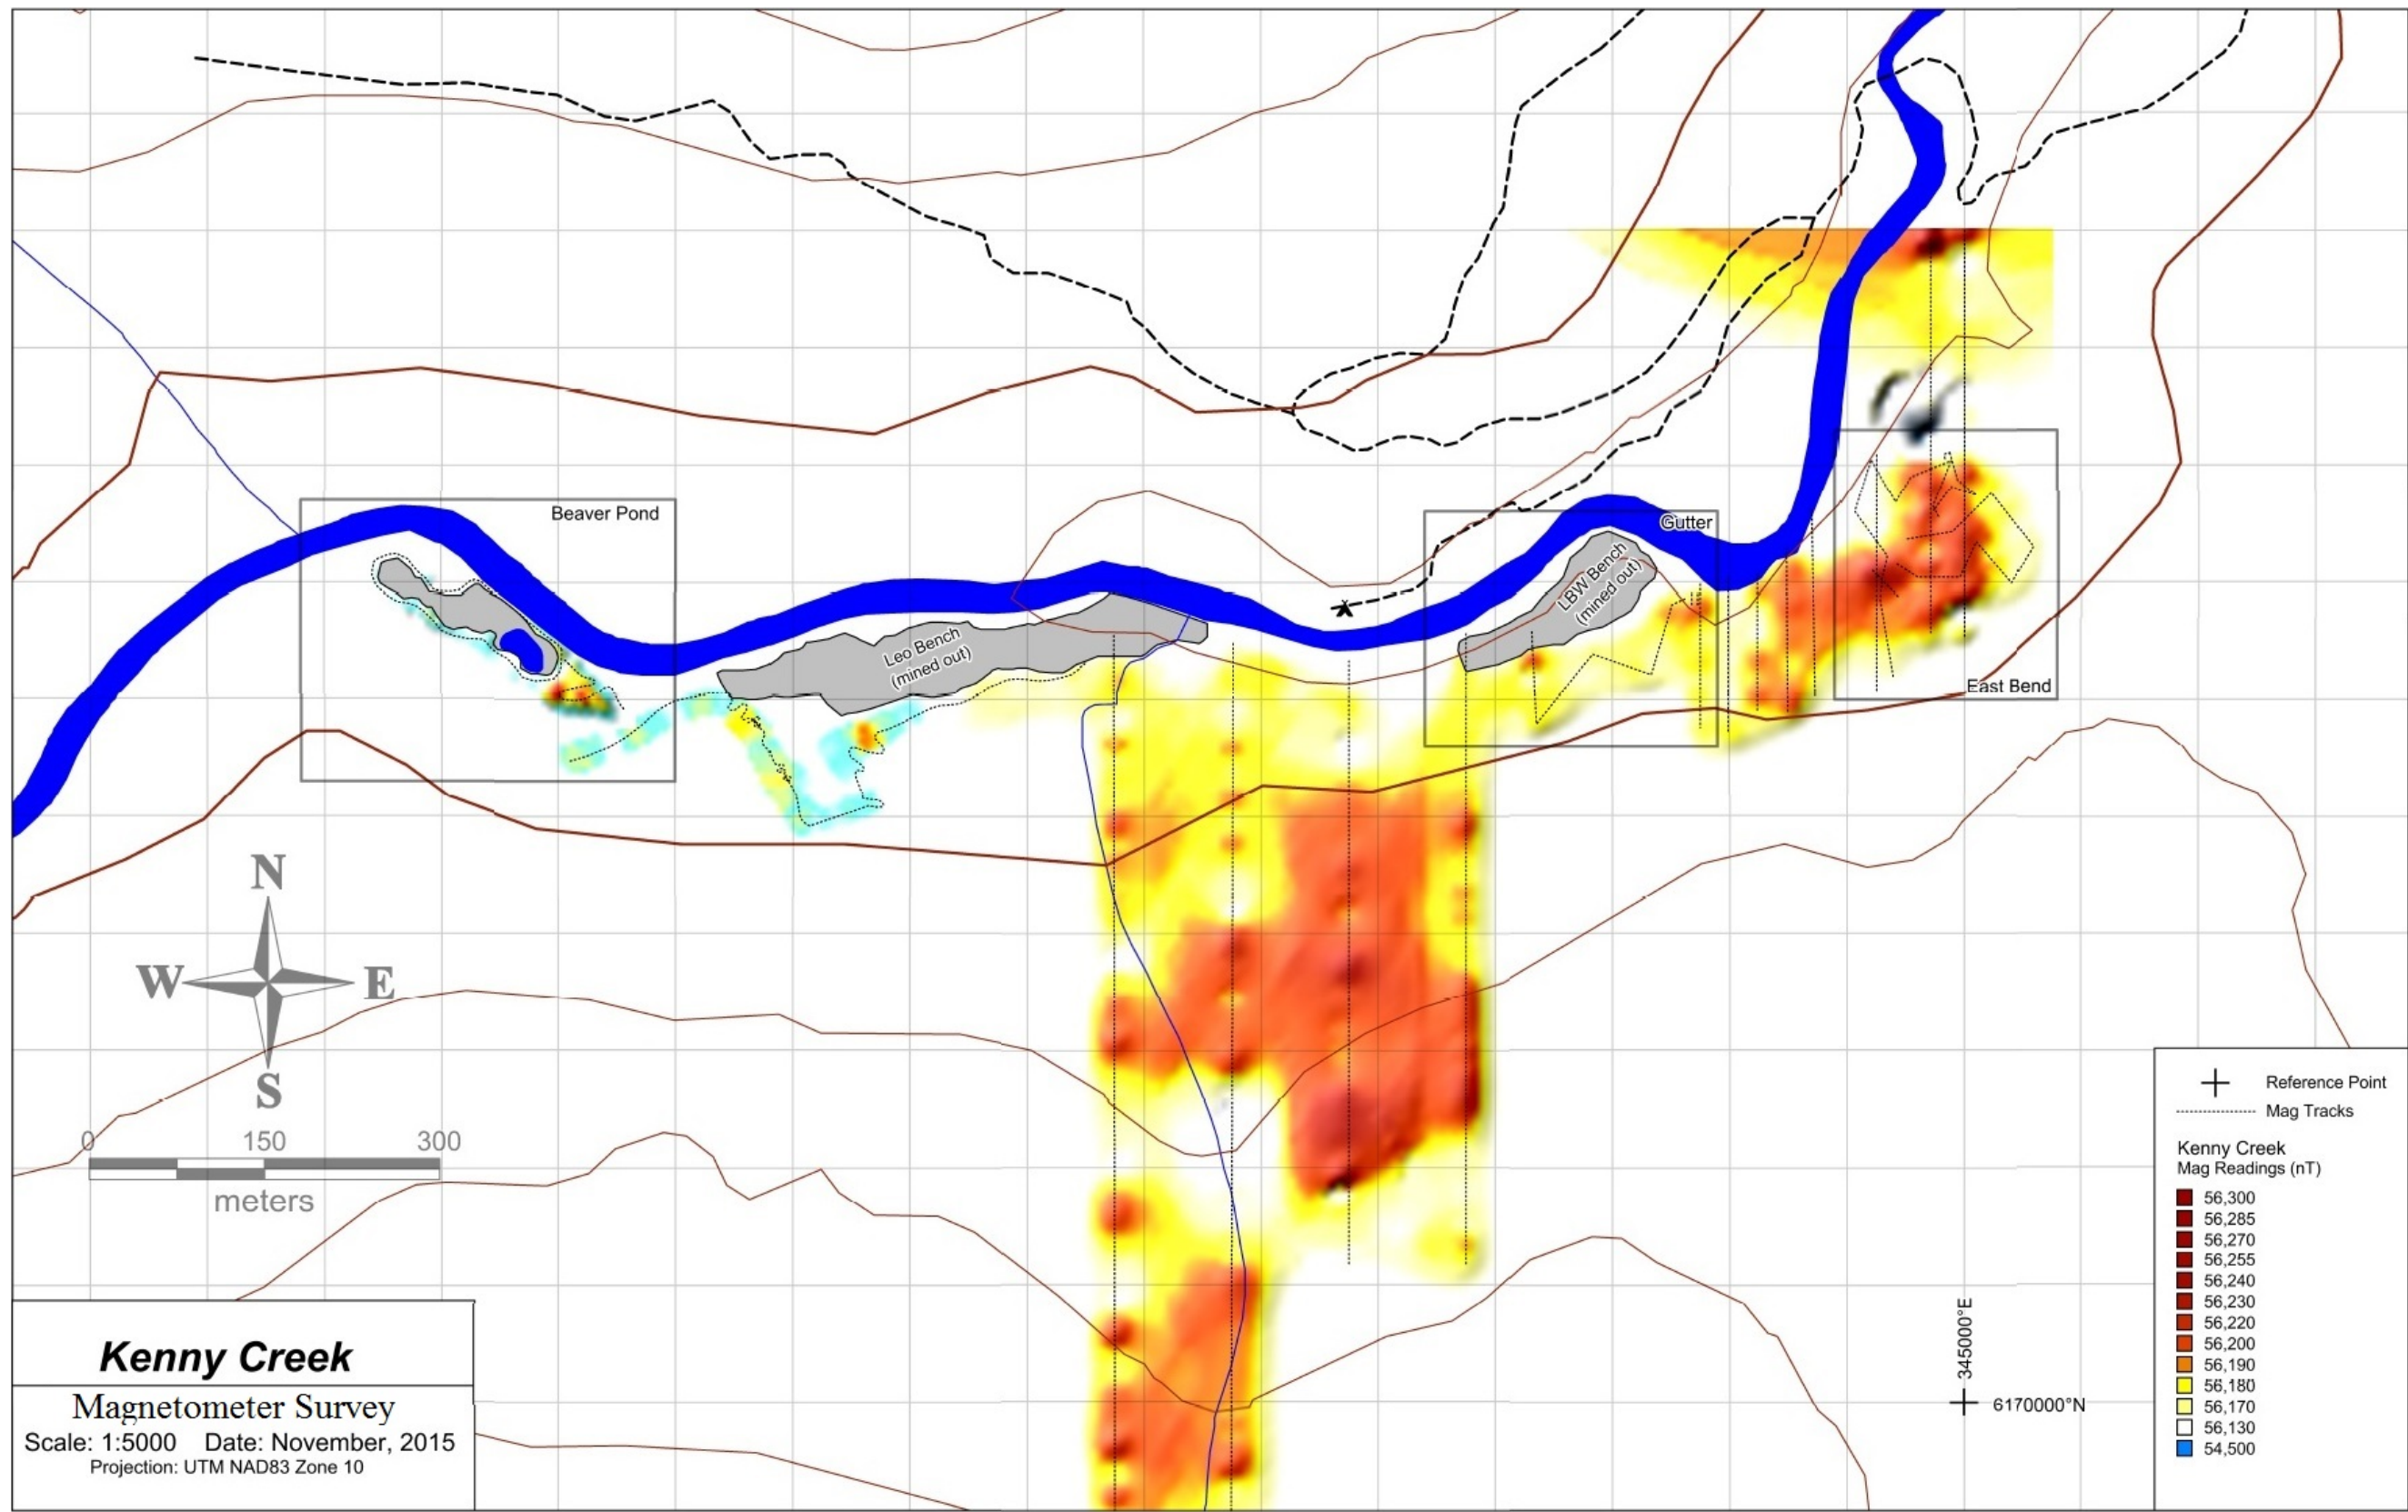 Beaver Pond
Gutter
LBW Bench
(mined out)
Leo Bench
(mined out)
East Bend
N
W
E
S
0 150 300
meters
Kenny Creek
Magnetometer Survey
Scale: 1:5000 Date: November, 2015
Projection: UTM NAD83 Zone 10
345000°E
6170000°N
Reference Point
Mag Tracks
Kenny Creek
Mag Readings (nT)
56,300
56,285
56,270
56,255
56,240
56,230
56,220
56,200
56,190
56,180
56,170
56,130
54,500